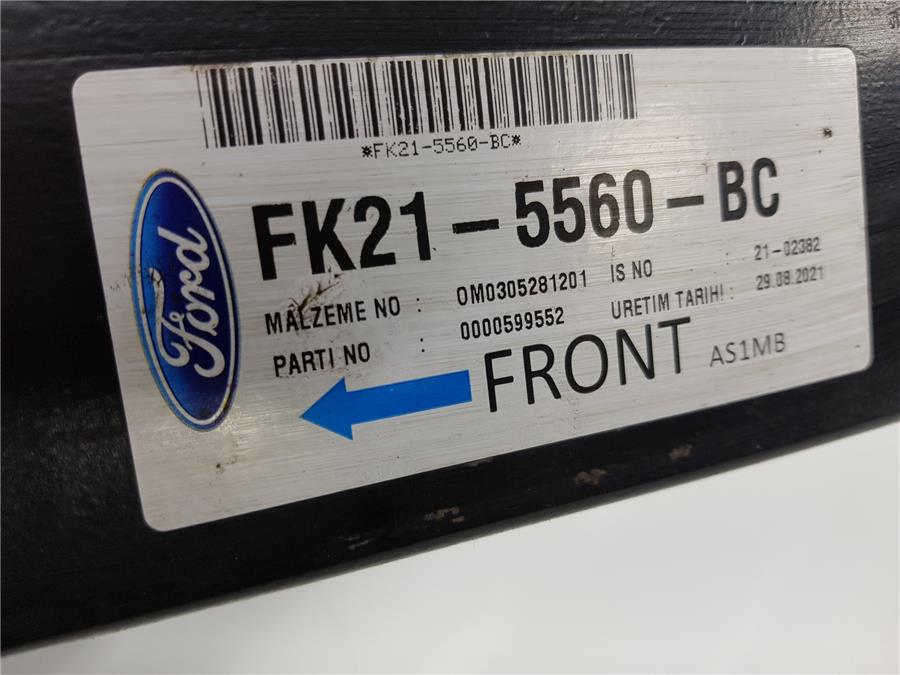 *FK21-5560-BC*
Ford
FK21-5560-BC
MALZEME NO : 0M0305281201 IS NO : 21-02382
PARTI NO : 0000599552 URETIM TARIHI : 29.08.2021
FRONT AS1MB